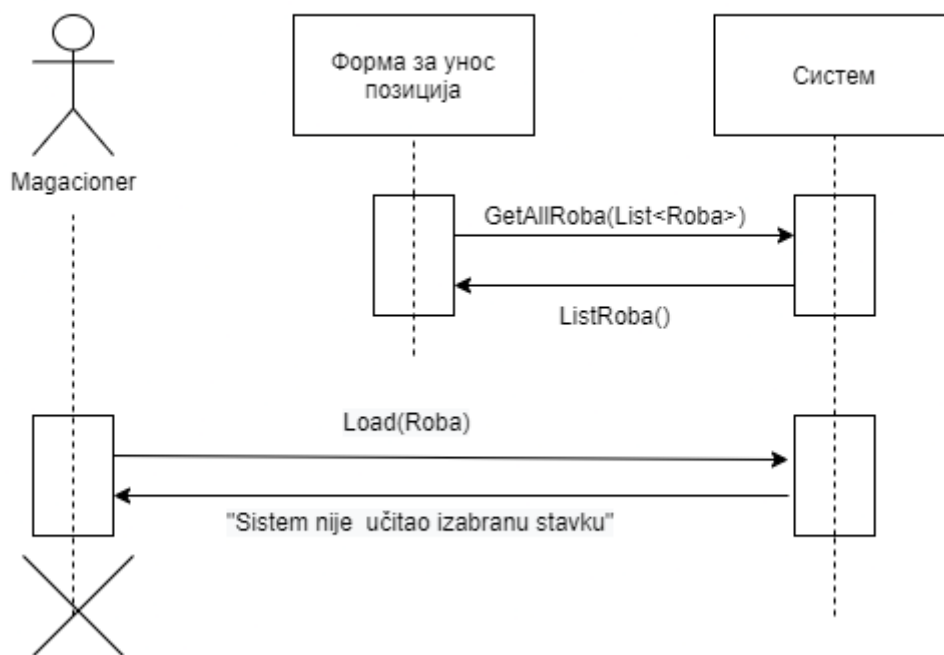 Форма за унос
позиција
Систем
Magacioner
GetAllRoba(List<Roba>)
ListRoba()
Load(Roba)
"Sistem nije  učitao izabranu stavku"